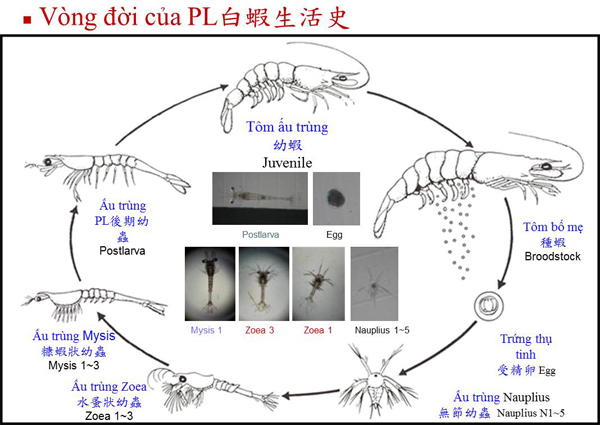 Vòng đời của PL白蝦生活史
Tôm ấu trùng
幼蝦
Juvenile
Postlarva
Egg
Ấu trùng
PL後期幼
蟲
Postlarva
Tôm bố mẹ
種蝦
Broodstock
Mysis 1
Zoea 3
Zoea 1
Nauplius 1~5
Ấu trùng Mysis
糠蝦狀幼蟲
Mysis 1~3
Trứng thụ
tinh
受精卵 Egg
Ấu trùng Zoea
水蚤狀幼蟲
Zoea 1~3
Ấu trùng Nauplius
無節幼蟲 Nauplius N1~5